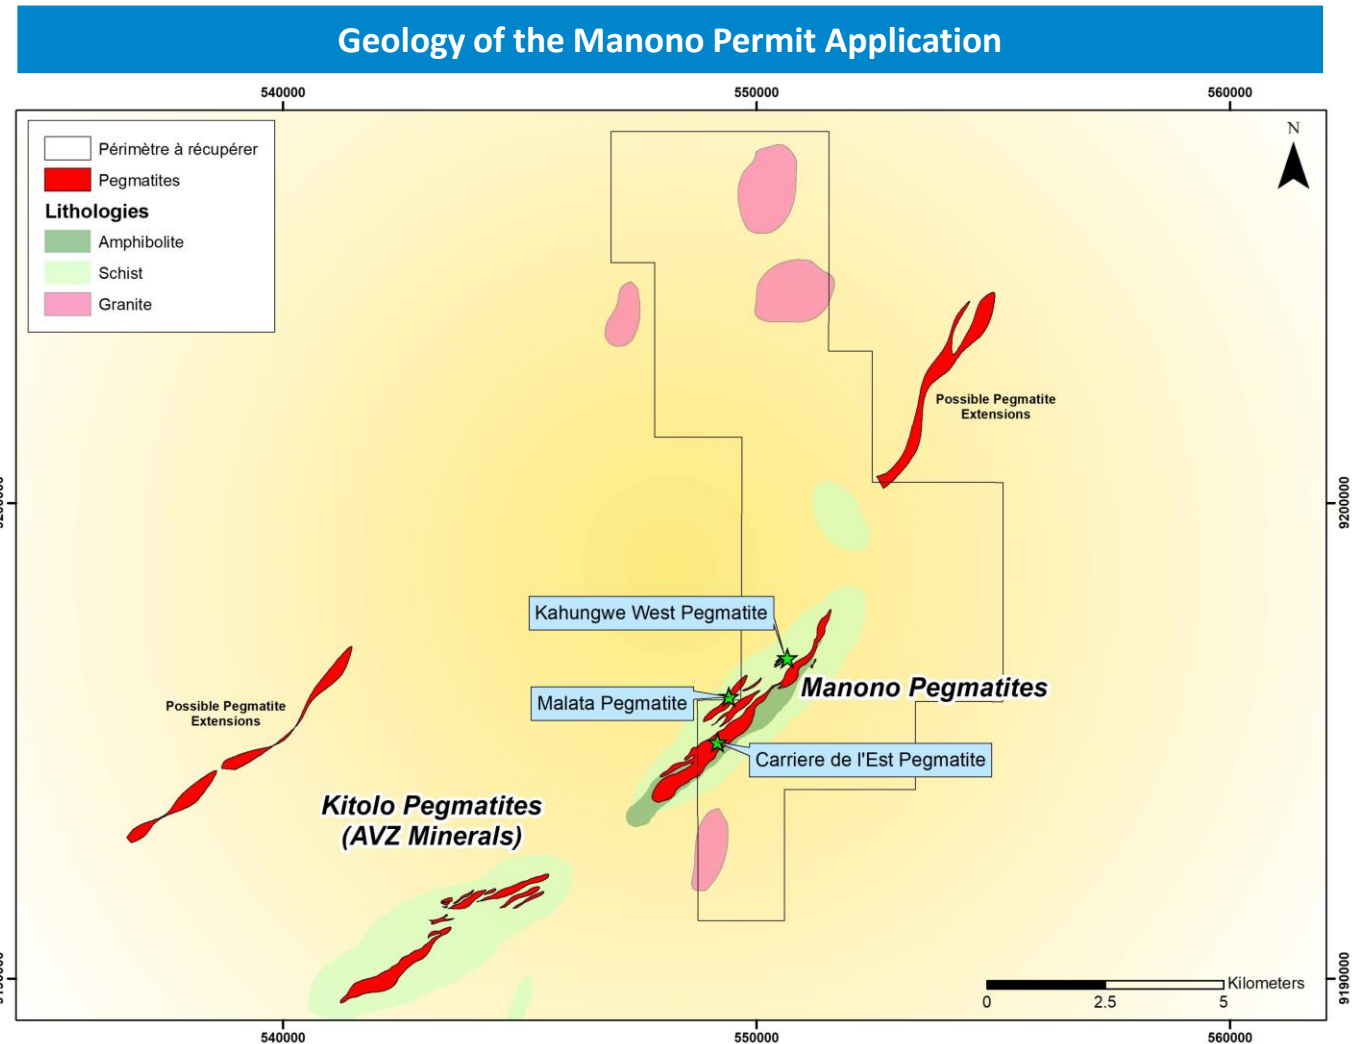 Geology of the Manono Permit Application
540000
550000
560000
Périmètre à récupérer
Pegmatites
Lithologies
Amphibolite
Schist
Granite
N
Possible Pegmatite
Extensions
9200000
Kahungwe West Pegmatite
Malata Pegmatite
Manono Pegmatites
Carriere de l'Est Pegmatite
Possible Pegmatite
Extensions
Kitolo Pegmatites
(AVZ Minerals)
9190000
Kilometers
0
2.5
5
540000
550000
560000